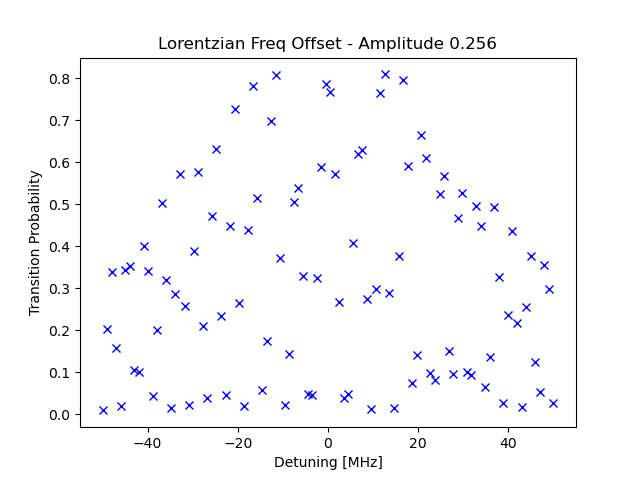 Lorentzian Freq Offset - Amplitude 0.256
Transition Probability
0.8
0.7
0.6
0.5
0.4
0.3
0.2
0.1
0.0
−40 −20 0 20 40
Detuning [MHz]